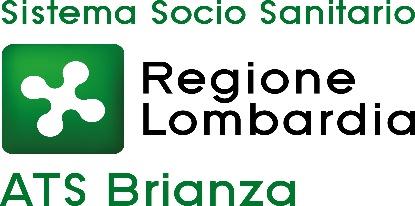 Sistema Socio Sanitario
Regione
Lombardia
ATS Brianza